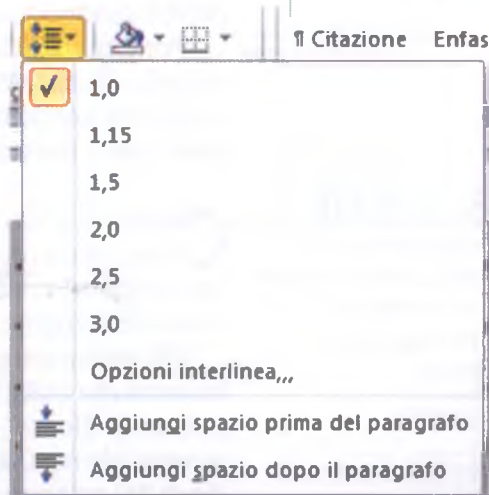 ¶ Citazione Enfas
1,0
1,15
1,5
2,0
2,5
3,0
Opzioni interlinea,,,
Aggiungi spazio prima del paragrafo
Aggiungi spazio dopo il paragrafo